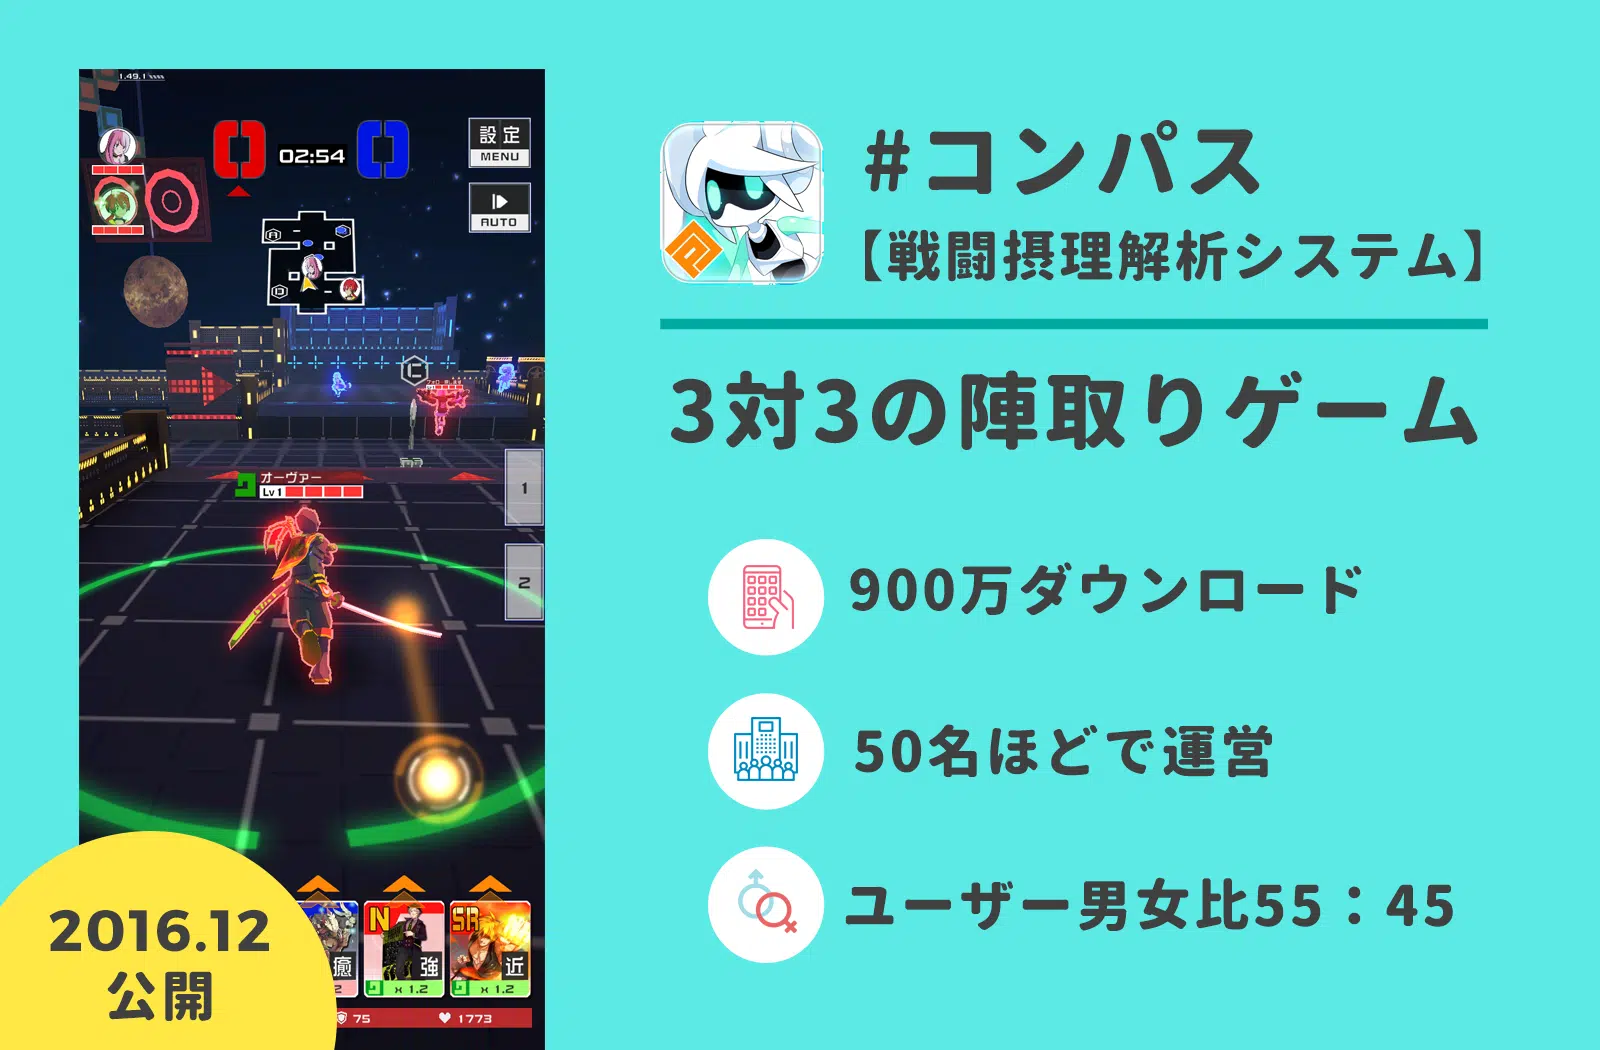 02:54
設定
MENU
AUTO
A
D
C
オーヴァー
Lv1
1
2
N
SR
癒
強
近
x 1.2
x 1.2
75
1773
2016.12
公開
#コンパス
【戦闘摂理解析システム】
3対3の陣取りゲーム
900万ダウンロード
50名ほどで運営
ユーザー男女比55：45